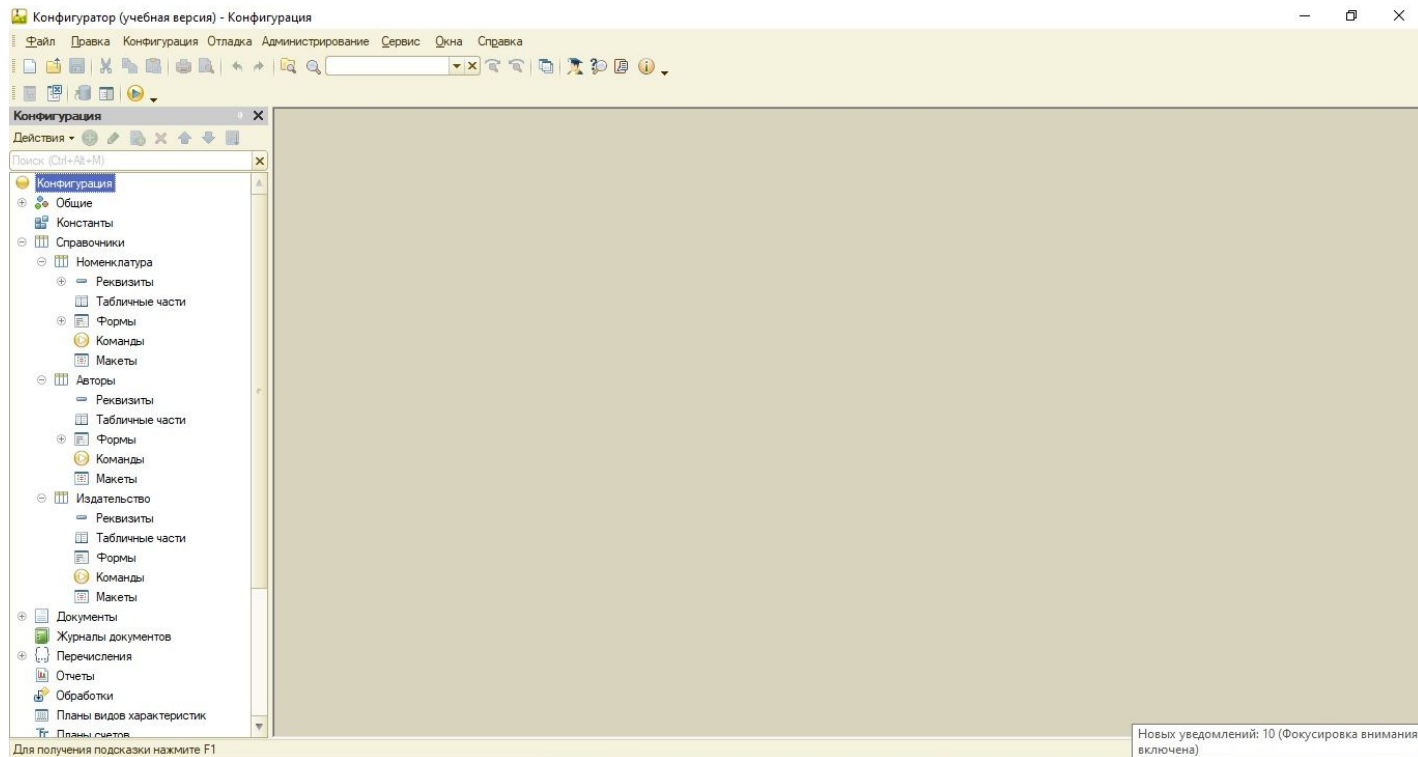 Конфигуратор (учебная версия) - Конфигурация
Файл Правка Конфигурация Отладка Администрирование Сервис Окна Справка
Конфигурация
Действия
Поиск (Ctrl+Alt+M)
Конфигурация
Общие
Константы
Справочники
Номенклатура
Реквизиты
Табличные части
Формы
Команды
Макеты
Авторы
Реквизиты
Табличные части
Формы
Команды
Макеты
Издательство
Реквизиты
Табличные части
Формы
Команды
Макеты
Документы
Журналы документов
Перечисления
Отчеты
Обработки
Планы видов характеристик
Планы счетов
Для получения подсказки нажмите F1
Новых уведомлений: 10 (Фокусировка внимания
включена)